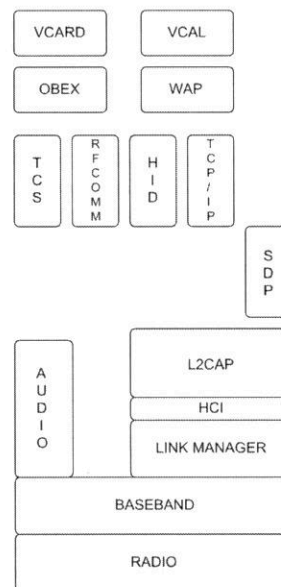 VCARD
VCAL
OBEX
WAP
TCS
RFCOMM
HID
TCP/IP
SDP
AUDIO
L2CAP
HCI
LINK MANAGER
BASEBAND
RADIO